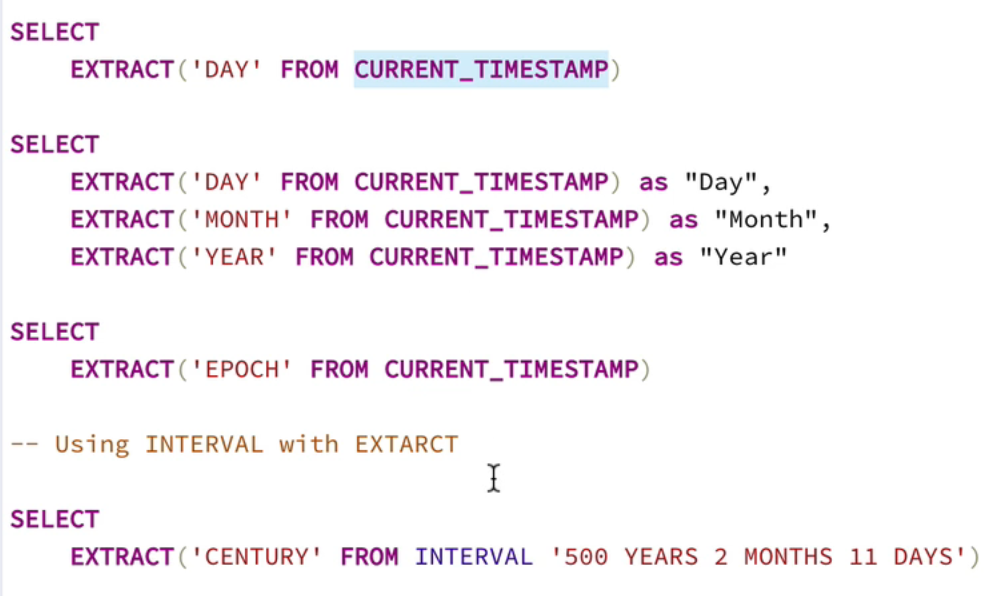 SELECT
EXTRACT('DAY' FROM CURRENT_TIMESTAMP)
SELECT
EXTRACT('DAY' FROM CURRENT_TIMESTAMP) as "Day",
EXTRACT('MONTH' FROM CURRENT_TIMESTAMP) as "Month",
EXTRACT('YEAR' FROM CURRENT_TIMESTAMP) as "Year"
SELECT
EXTRACT('EPOCH' FROM CURRENT_TIMESTAMP)
-- Using INTERVAL with EXTARCT
SELECT
EXTRACT('CENTURY' FROM INTERVAL '500 YEARS 2 MONTHS 11 DAYS')